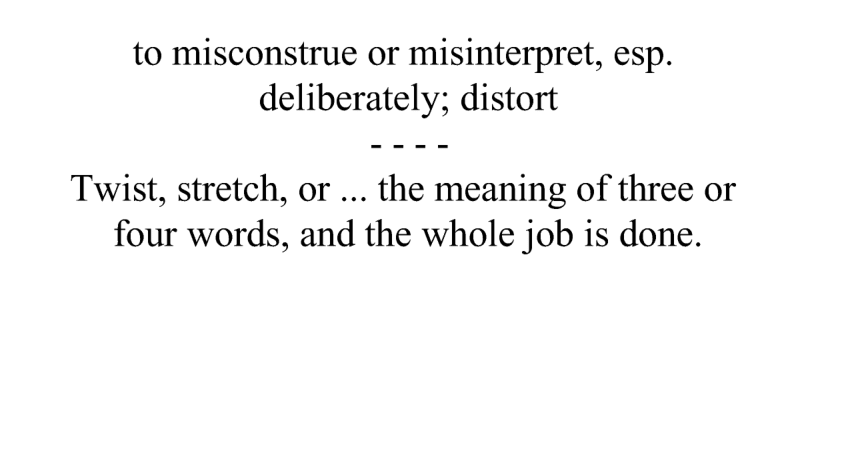 to misconstrue or misinterpret, esp.
deliberately; distort
- - - -
Twist, stretch, or ... the meaning of three or
four words, and the whole job is done.